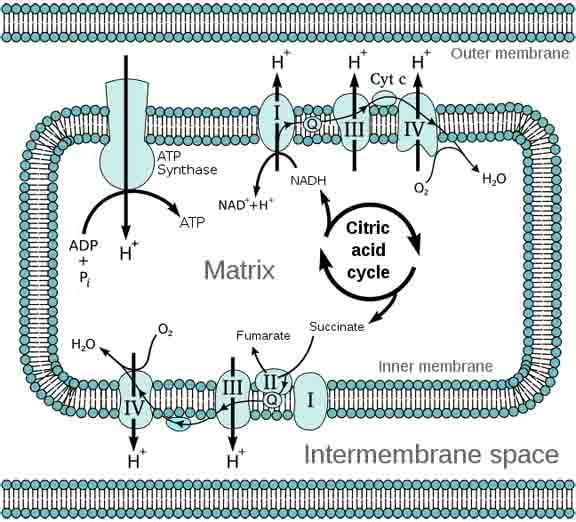 Outer membrane
H⁺
H⁺
H⁺
H⁺
Cyt c
I
Q
III
IV
ATP
Synthase
NADH
O₂
H₂O
NAD⁺+H⁺
ATP
ADP
+
Pi
H⁺
Citric
acid
cycle
Matrix
H₂O
O₂
Fumarate
Succinate
Inner membrane
IV
III
II
Q
I
H⁺
H⁺
Intermembrane space